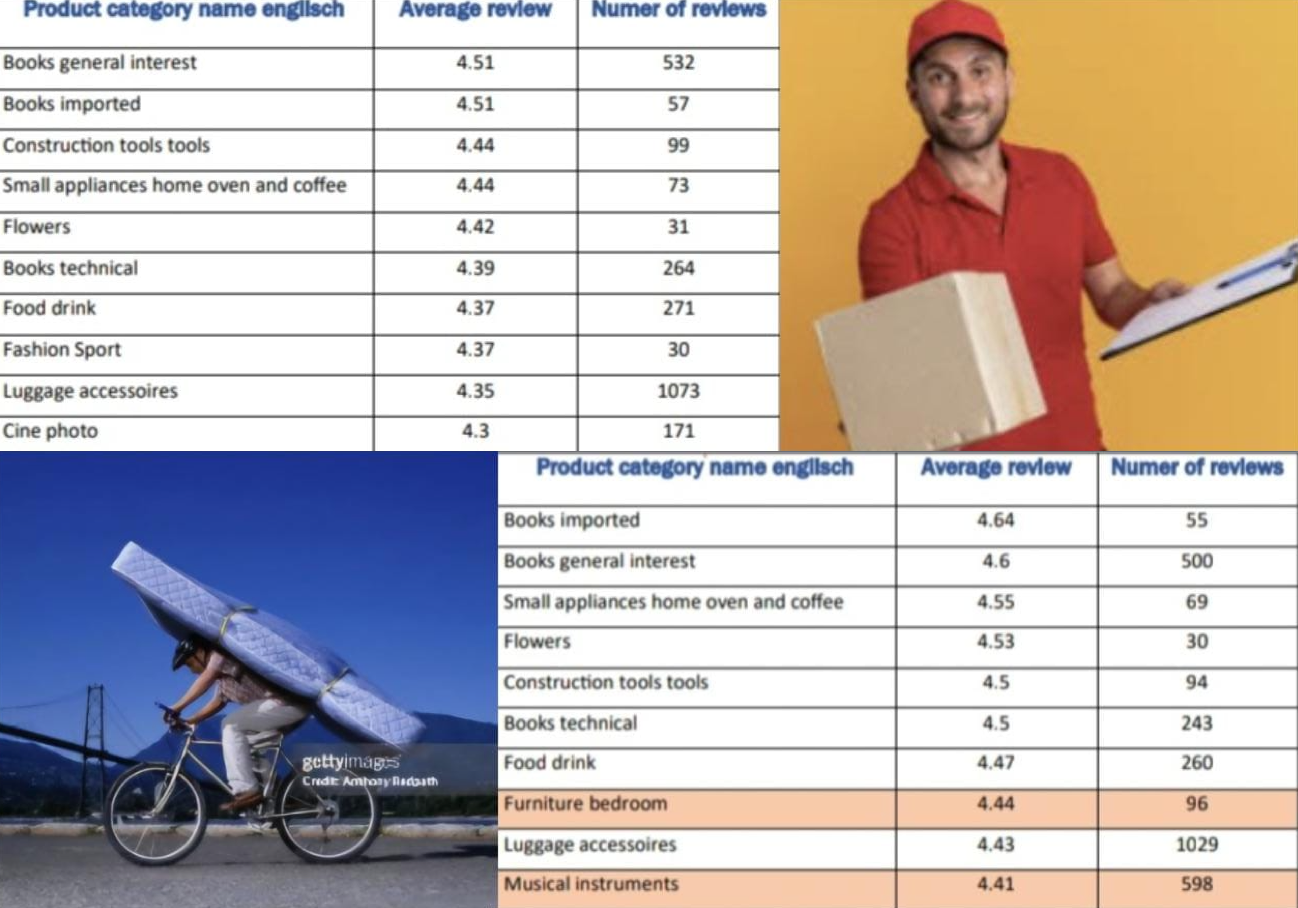 Product category name englisch Average review Numer of reviews
Books general interest 4.51 532
Books imported 4.51 57
Construction tools tools 4.44 99
Small appliances home oven and coffee 4.44 73
Flowers 4.42 31
Books technical 4.39 264
Food drink 4.37 271
Fashion Sport 4.37 30
Luggage accessoires 4.35 1073
Cine photo 4.3 171
gettyimages
Credit: Anthony Redpath
Product category name englisch Average review Numer of reviews
Books imported 4.64 55
Books general interest 4.6 500
Small appliances home oven and coffee 4.55 69
Flowers 4.53 30
Construction tools tools 4.5 94
Books technical 4.5 243
Food drink 4.47 260
Furniture bedroom 4.44 96
Luggage accessoires 4.43 1029
Musical instruments 4.41 598